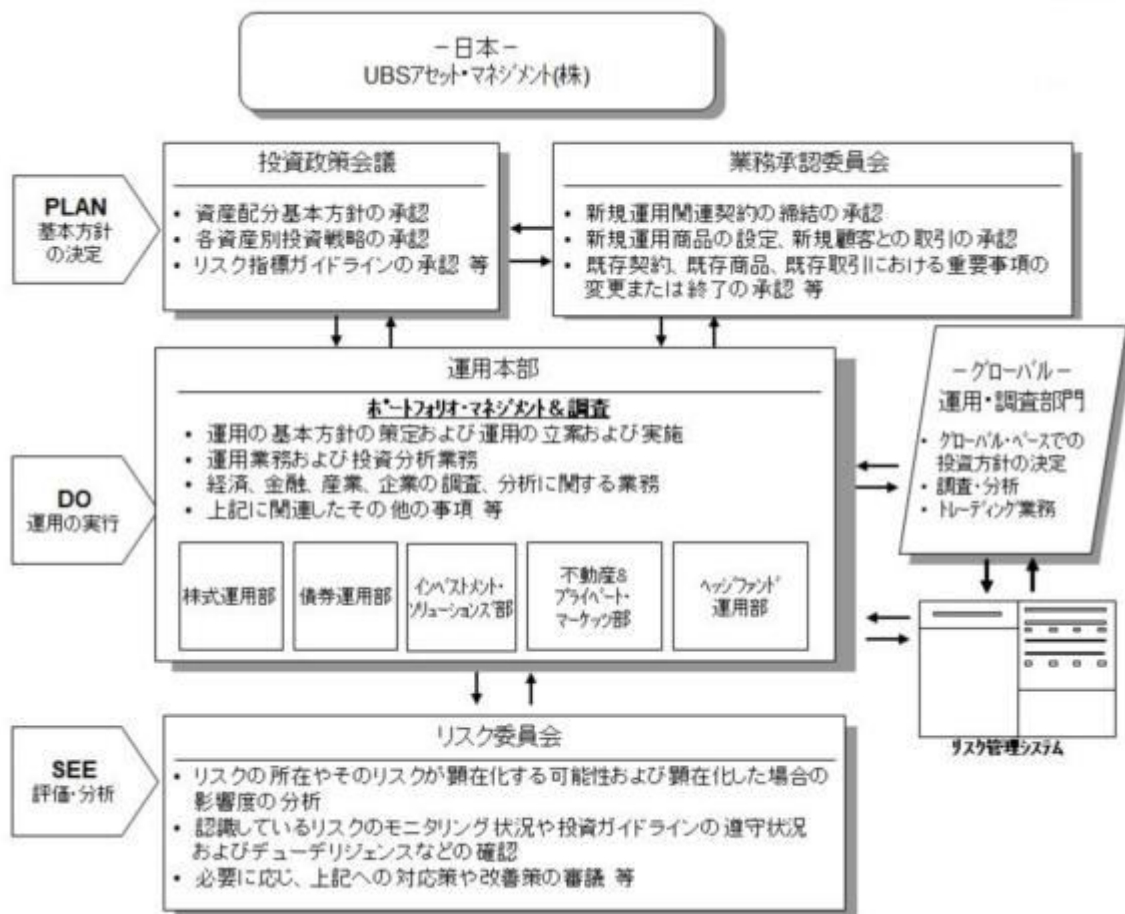 －日本－
UBSアセット・マネジメント(株)
PLAN
基本方針
の決定
投資政策会議
・ 資産配分基本方針の承認
・ 各資産別投資戦略の承認
・ リスク指標ガイドラインの承認 等
業務承認委員会
・ 新規運用関連契約の締結の承認
・ 新規運用商品の設定、新規顧客との取引の承認
・ 既存契約、既存商品、既存取引における重要事項の
変更または終了の承認 等
DO
運用の実行
運用本部
ポートフォリオ・マネジメント＆調査
・ 運用の基本方針の策定および運用の立案および実施
・ 運用業務および投資分析業務
・ 経済、金融、産業、企業の調査、分析に関する業務
・ 上記に関連したその他の事項 等
株式運用部
債券運用部
インベストメント・
ソリューションズ部
不動産&
プライベート・
マーケッツ部
ヘッジファンド
運用部
－グローバル－
運用・調査部門
・ グローバル・ベースでの
投資方針の決定
・ 調査・分析
・ トレーディング業務
リスク管理システム
SEE
評価・分析
リスク委員会
・ リスクの所在やそのリスクが顕在化する可能性および顕在化した場合の
影響度の分析
・ 認識しているリスクのモニタリング状況や投資ガイドラインの遵守状況
およびデューデリジェンスなどの確認
・ 必要に応じ、上記への対応策や改善策の審議 等